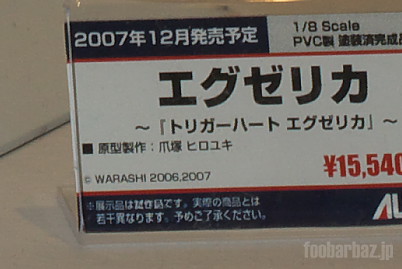 2007年12月発売予定
1/8 Scale
PVC製 塗装済完成品
エグゼリカ
～『トリガーハート エグゼリカ』～
■ 原型製作：爪塚 ヒロユキ
¥15,540
© WARASHI 2006,2007
※展示品は試作品です。実際の商品とは
若干異なります。予めご了承ください。
foobarbaz.jp